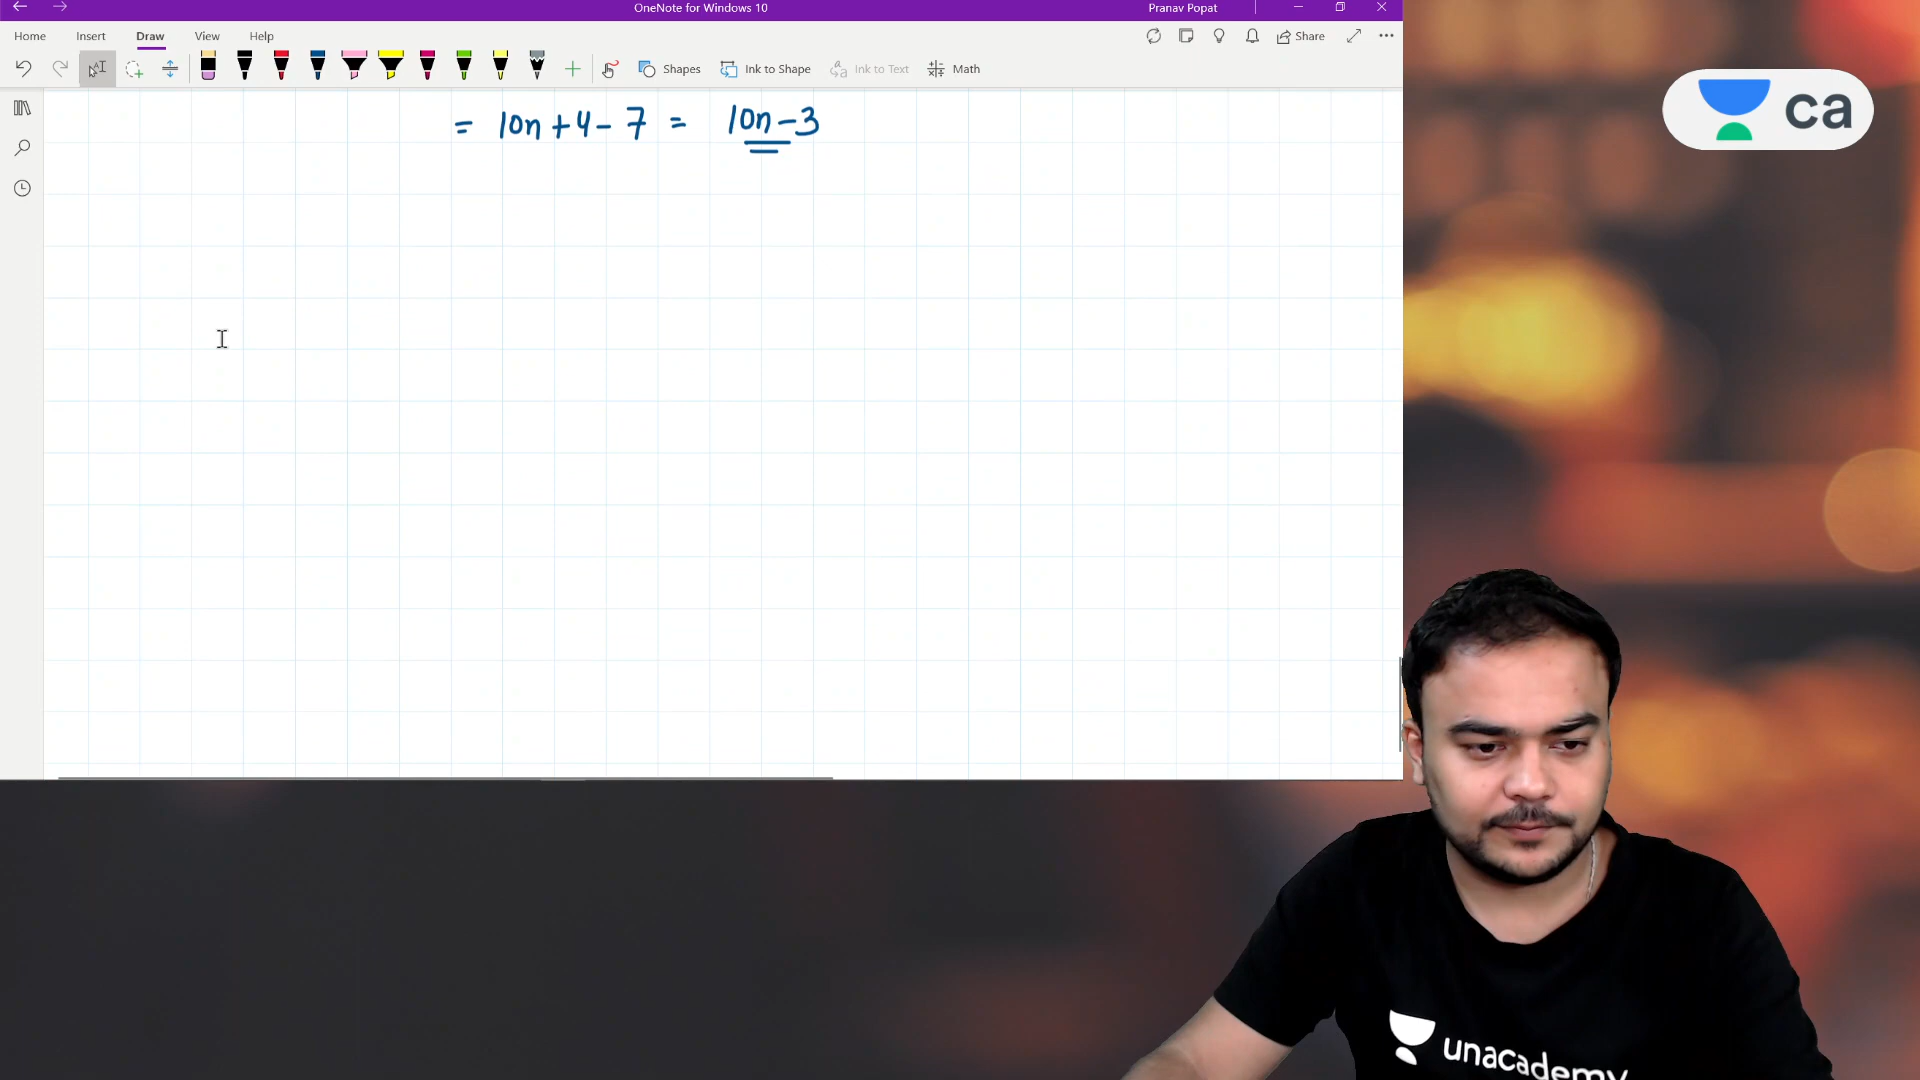 OneNote for Windows 10
Pranav Popat
Home Insert Draw View Help
Share
Shapes
Ink to Shape
Ink to Text
Math
= 10n + 4 - 7 = 10n - 3
ca
unacademy